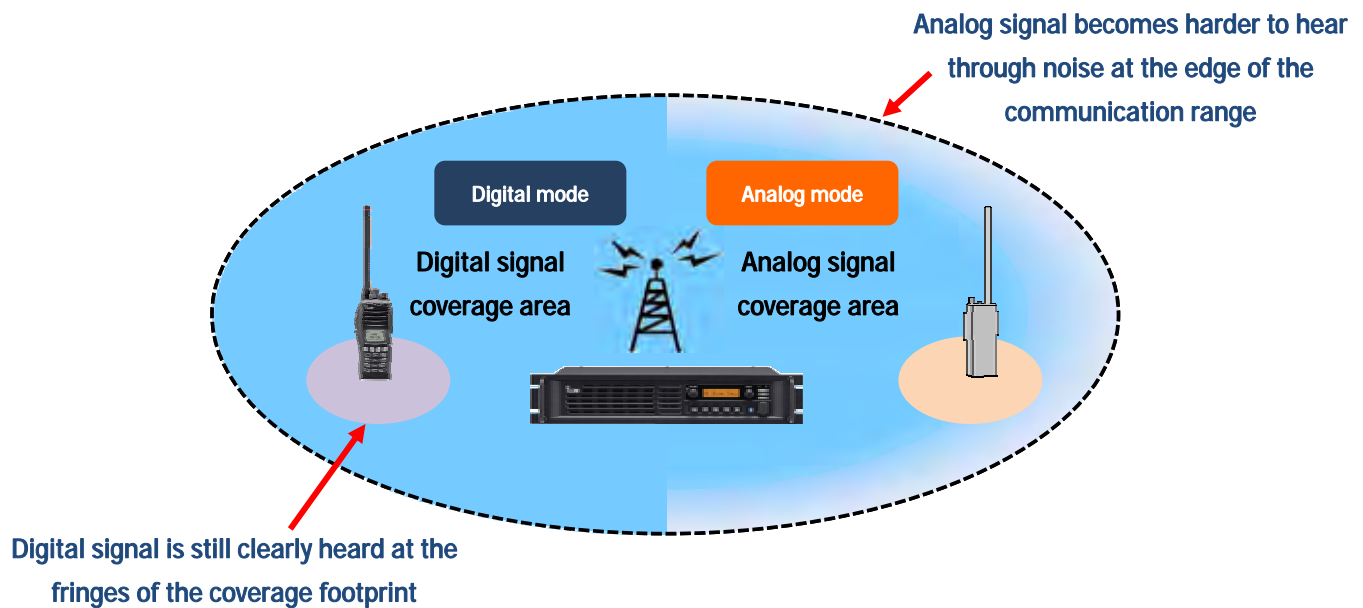 Analog signal becomes harder to hear
through noise at the edge of the
communication range
Digital mode
Analog mode
Digital signal
coverage area
Analog signal
coverage area
Digital signal is still clearly heard at the
fringes of the coverage footprint